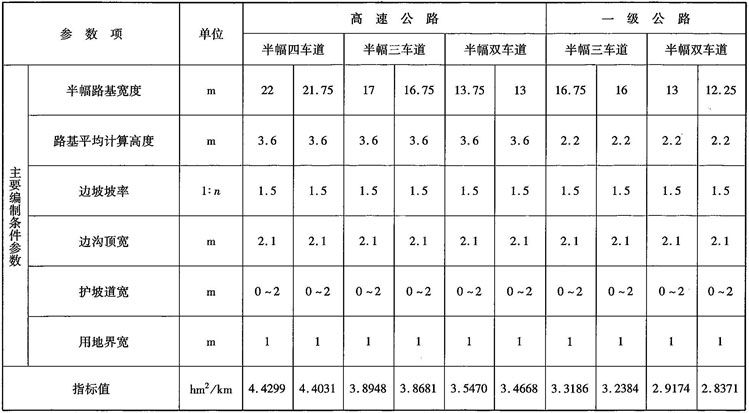 参数项 单位 高速公路 一级公路
半幅四车道 半幅三车道 半幅双车道 半幅三车道 半幅双车道
主要编制条件参数
半幅路基宽度 m 22 21.75 17 16.75 13.75 13 16.75 16 13 12.25
路基平均计算高度 m 3.6 3.6 3.6 3.6 3.6 3.6 2.2 2.2 2.2 2.2
边坡坡率 1:n 1.5 1.5 1.5 1.5 1.5 1.5 1.5 1.5 1.5 1.5
边沟顶宽 m 2.1 2.1 2.1 2.1 2.1 2.1 2.1 2.1 2.1 2.1
护坡道宽 m 0~2 0~2 0~2 0~2 0~2 0~2 0~2 0~2 0~2 0~2
用地界宽 m 1 1 1 1 1 1 1 1 1 1
指标值 hm²/km 4.4299 4.4031 3.8948 3.8681 3.5470 3.4668 3.3186 3.2384 2.9174 2.8371